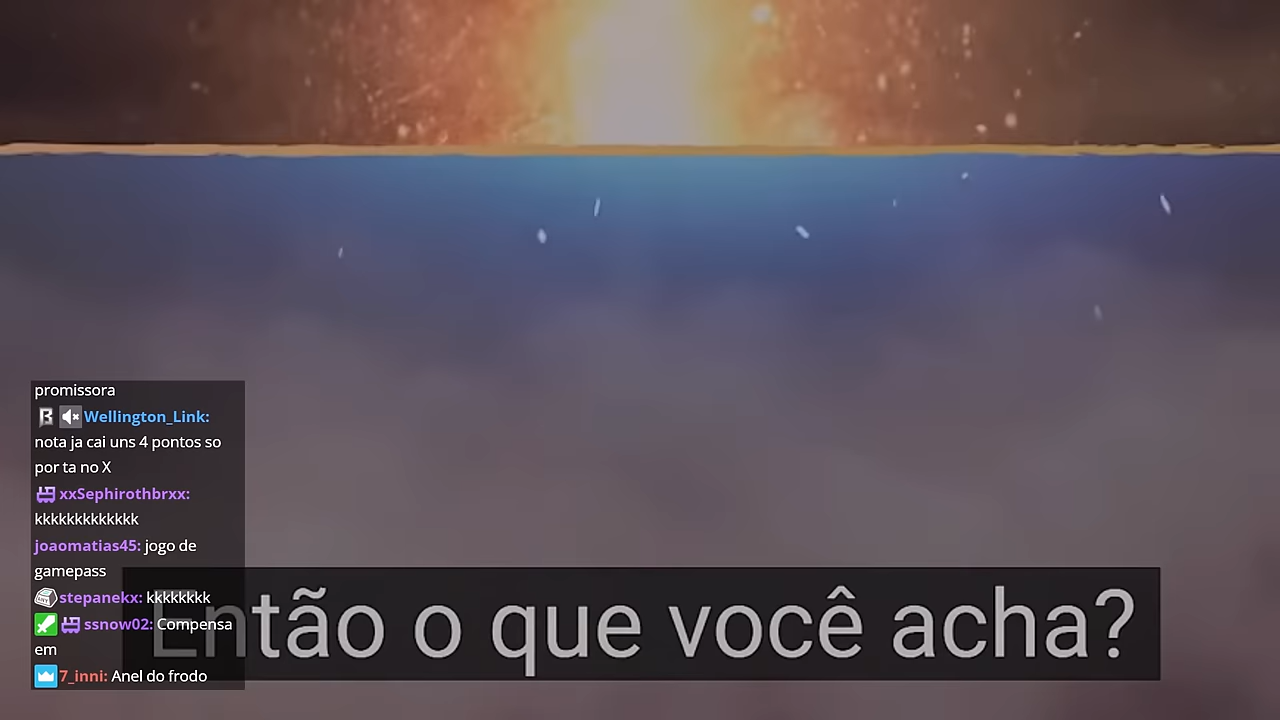 promissora
Wellington_Link:
nota ja cai uns 4 pontos so
por ta no X
xxSephirothbrxx:
kkkkkkkkkkkkk
joaomatias45: jogo de
gamepass
stepanekx: kkkkkkkk
ssnow02: Compensa
em
7_inni: Anel do frodo
Então o que você acha?